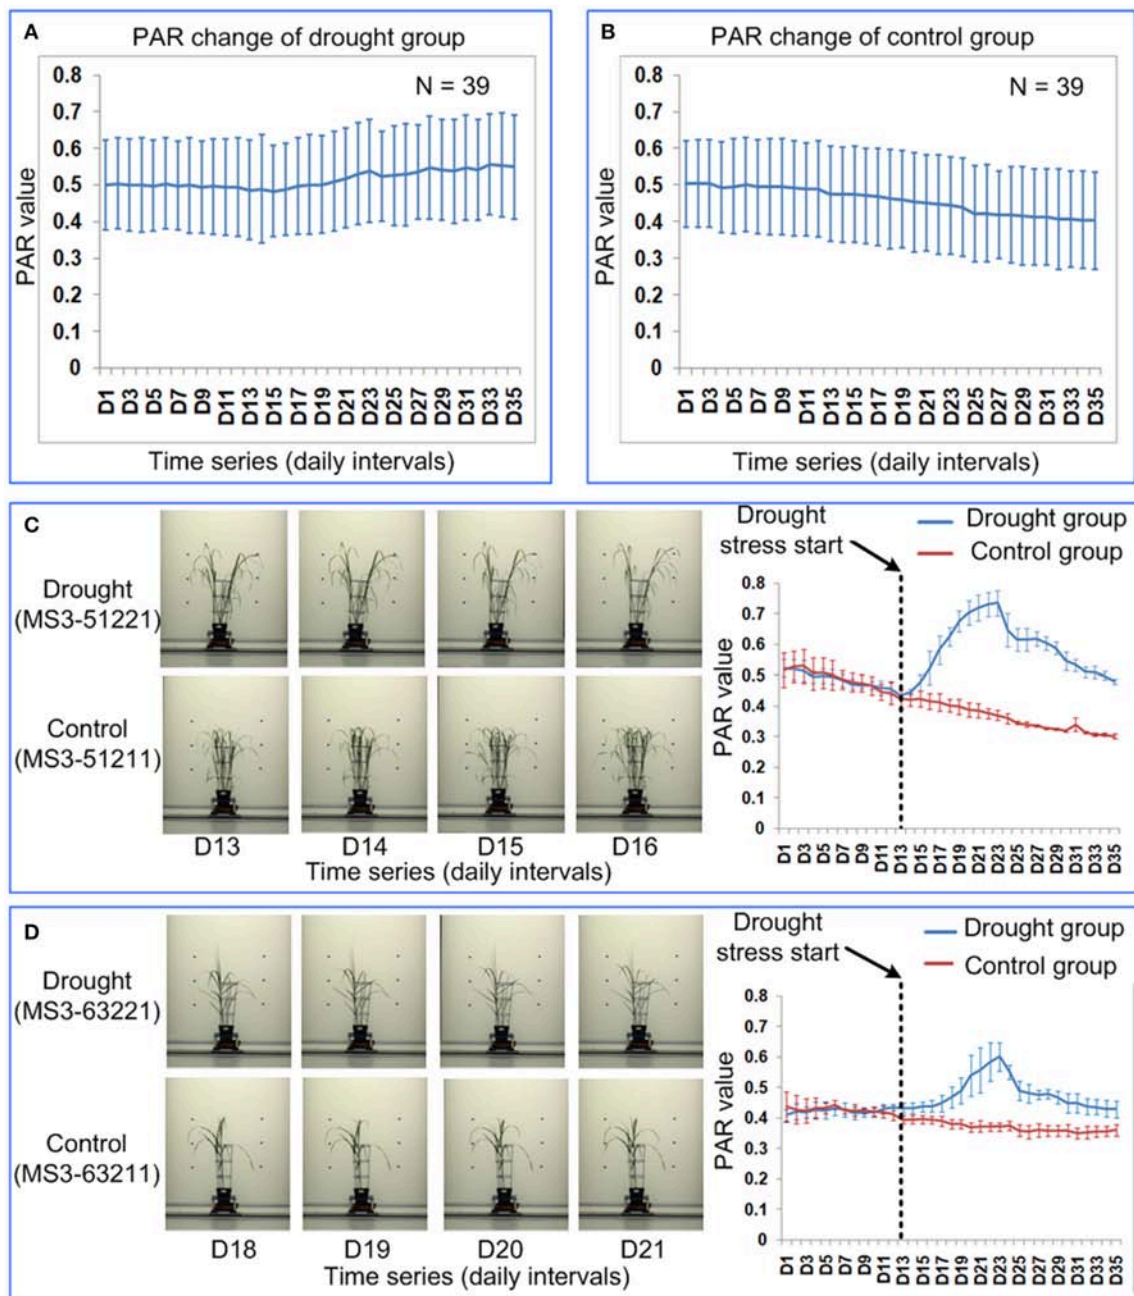 A
PAR change of drought group
N = 39
0.8
0.7
0.6
0.5
0.4
0.3
0.2
0.1
0
PAR value
D1 D3 D5 D7 D9 D11 D13 D15 D17 D19 D21 D23 D25 D27 D29 D31 D33 D35
Time series (daily intervals)
B
PAR change of control group
N = 39
0.8
0.7
0.6
0.5
0.4
0.3
0.2
0.1
0
PAR value
D1 D3 D5 D7 D9 D11 D13 D15 D17 D19 D21 D23 D25 D27 D29 D31 D33 D35
Time series (daily intervals)
C
Drought
(MS3-51221)
Control
(MS3-51211)
D13 D14 D15 D16
Time series (daily intervals)
Drought
stress start
Drought group
Control group
0.8
0.7
0.6
0.5
0.4
0.3
0.2
0.1
0
PAR value
D1 D3 D5 D7 D9 D11 D13 D15 D17 D19 D21 D23 D25 D27 D29 D31 D33 D35
D
Drought
(MS3-63221)
Control
(MS3-63211)
D18 D19 D20 D21
Time series (daily intervals)
Drought
stress start
Drought group
Control group
0.8
0.7
0.6
0.5
0.4
0.3
0.2
0.1
0
PAR value
D1 D3 D5 D7 D9 D11 D13 D15 D17 D19 D21 D23 D25 D27 D29 D31 D33 D35